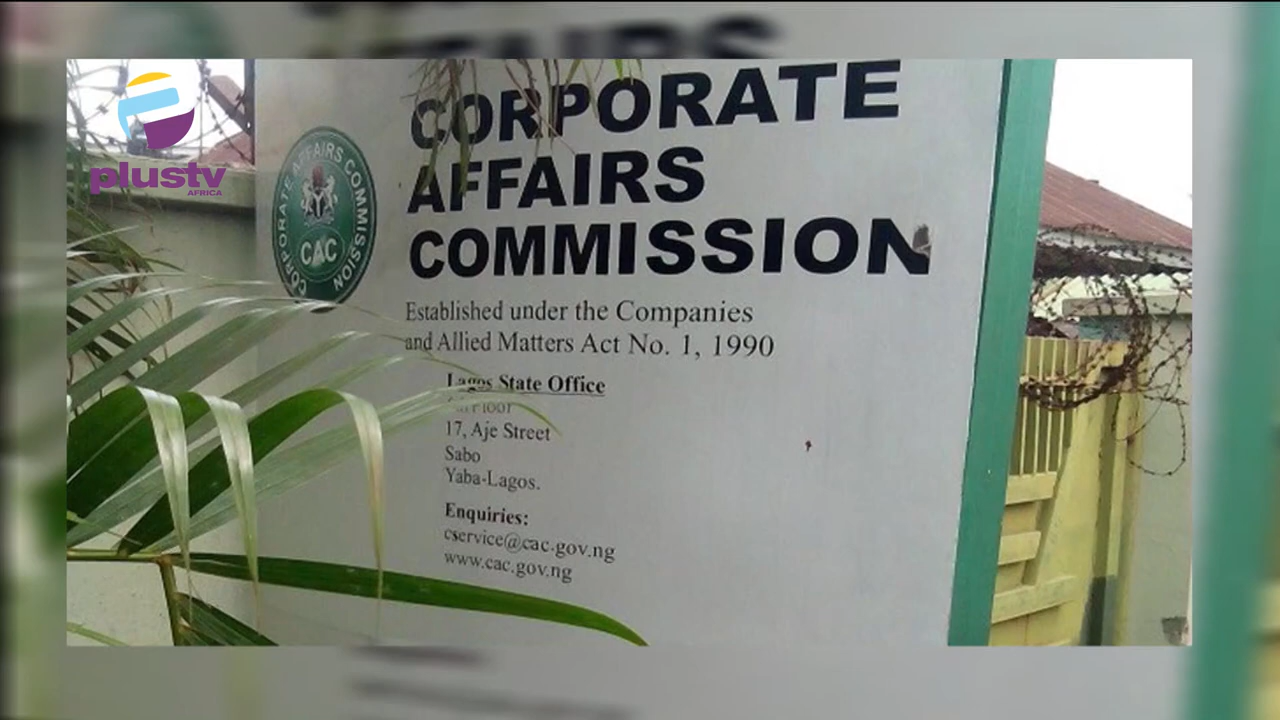 plustv
AFRICA
CORPORATE AFFAIRS COMMISSION
CAC
CORPORATE
AFFAIRS
COMMISSION
Established under the Companies
and Allied Matters Act No. 1, 1990
Lagos State Office
Floor
17, Aje Street
Sabo
Yaba-Lagos.
Enquiries:
cservice@cac.gov.ng
www.cac.gov.ng